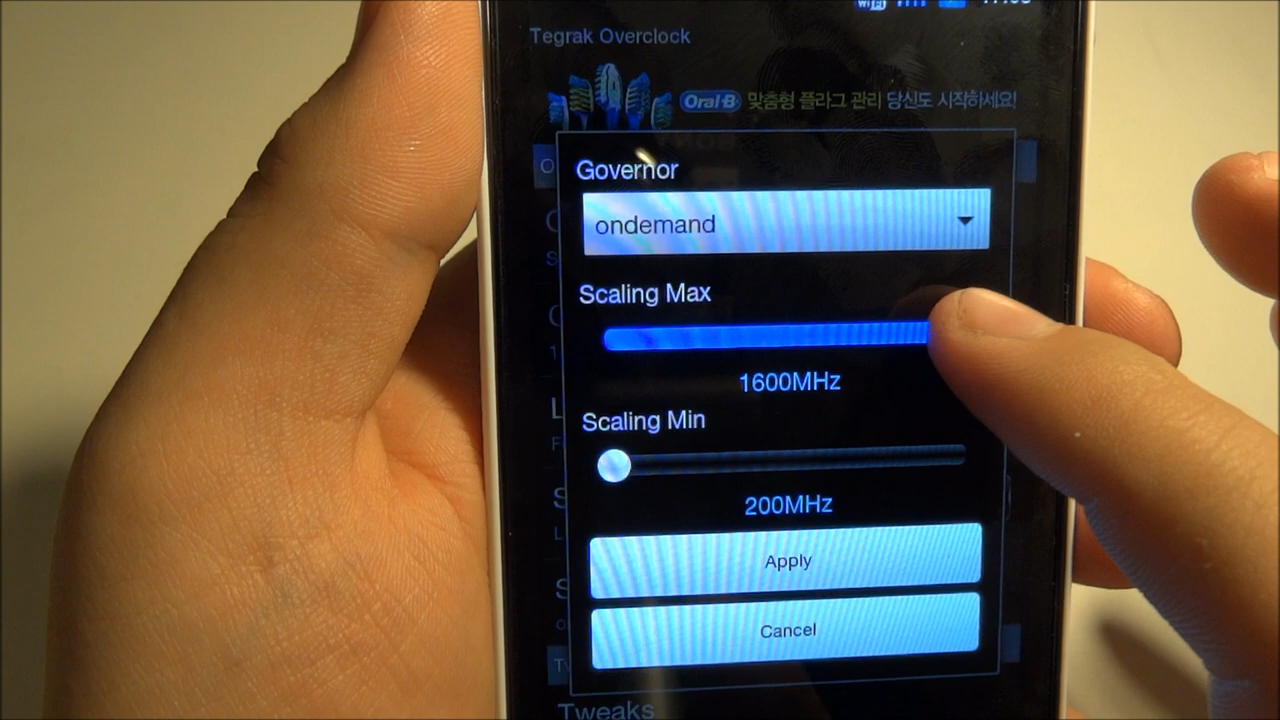 Tegrak Overclock
Oral-B 맞춤형 플라그 관리 당신도 시작하세요!
Governor
ondemand
Scaling Max
1600MHz
Scaling Min
200MHz
Apply
Cancel
Tweaks